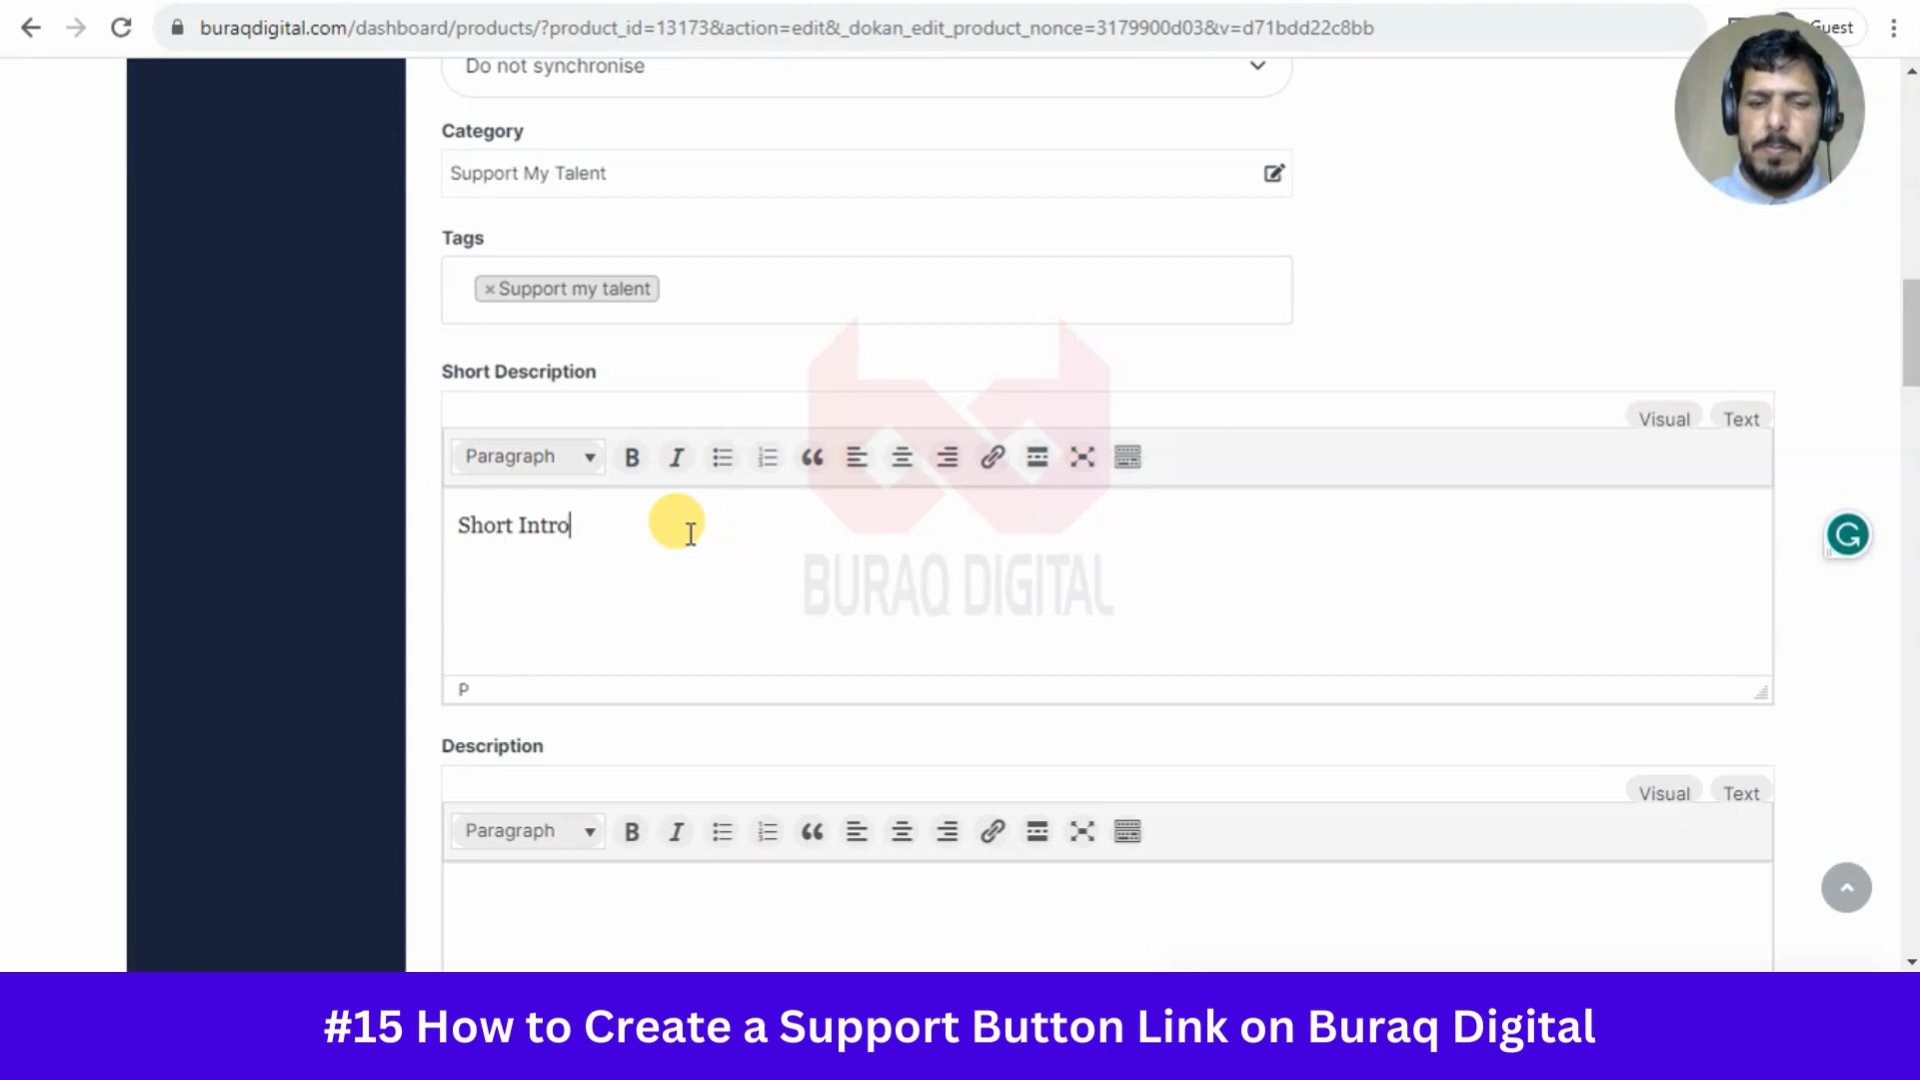 buraqdigital.com/dashboard/products/?product_id=13173&action=edit&_dokan_edit_product_nonce=3179900d03&v=d71bdd22c8bb
Guest
Do not synchronise
Category
Support My Talent
Tags
×Support my talent
Short Description
Visual Text
Paragraph B I
Short Intro
BURAQ DIGITAL
P
Description
Visual Text
Paragraph B I
#15 How to Create a Support Button Link on Buraq Digital